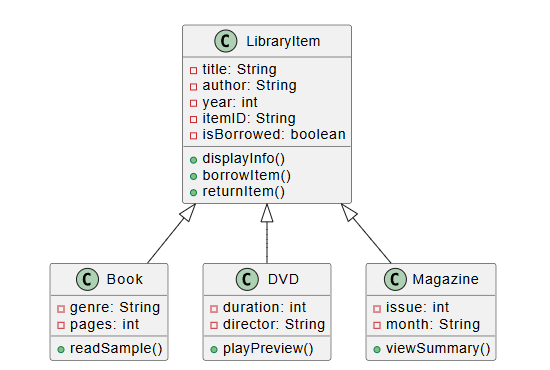 C LibraryItem
title: String
author: String
year: int
itemID: String
isBorrowed: boolean
displayInfo()
borrowItem()
returnItem()
C Book
genre: String
pages: int
readSample()
C DVD
duration: int
director: String
playPreview()
C Magazine
issue: int
month: String
viewSummary()